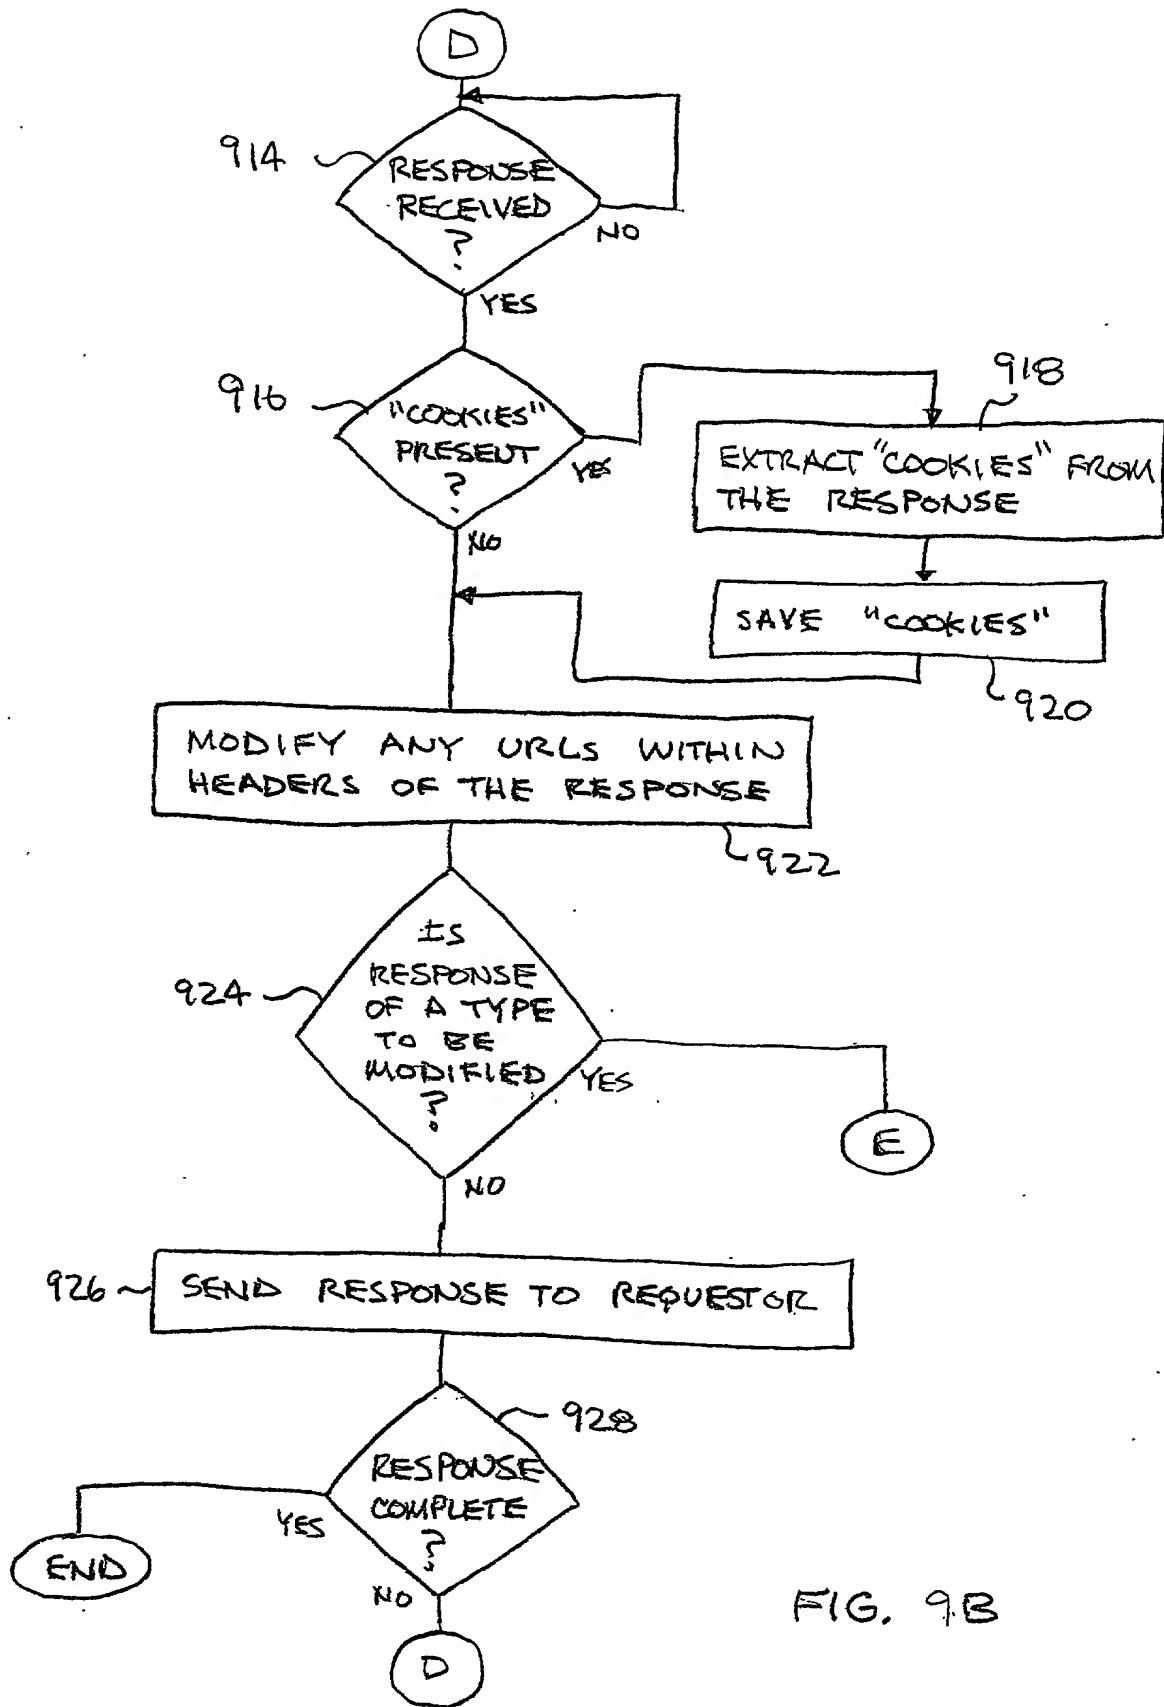 D
914
RESPONSE
RECEIVED
?
NO
YES
916
"COOKIES"
PRESENT
?
YES
NO
918
EXTRACT "COOKIES" FROM
THE RESPONSE
SAVE "COOKIES"
920
MODIFY ANY URLS WITHIN
HEADERS OF THE RESPONSE
922
924
IS
RESPONSE
OF A TYPE
TO BE
MODIFIED
?
YES
E
NO
926
SEND RESPONSE TO REQUESTOR
928
RESPONSE
COMPLETE
?
YES
END
NO
D
FIG. 9B